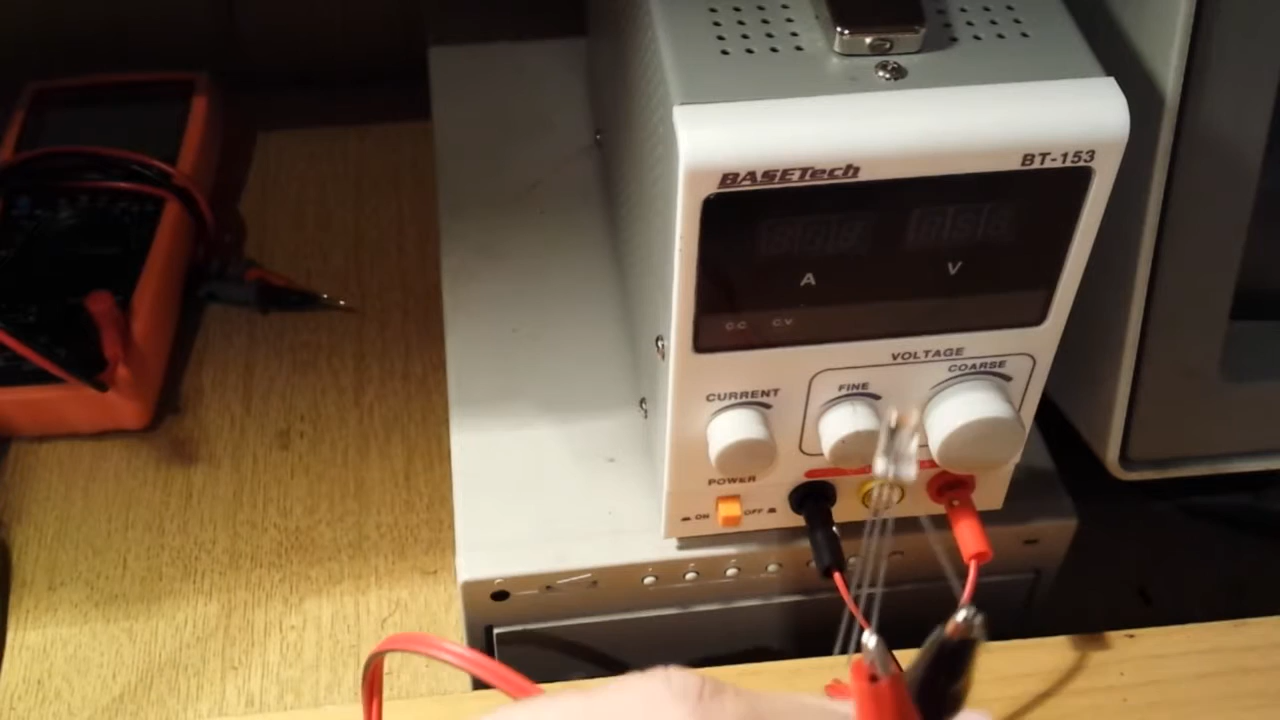 BASETech
BT-153
A
V
C.C
C.V
VOLTAGE
CURRENT
FINE
COARSE
POWER
ON
OFF